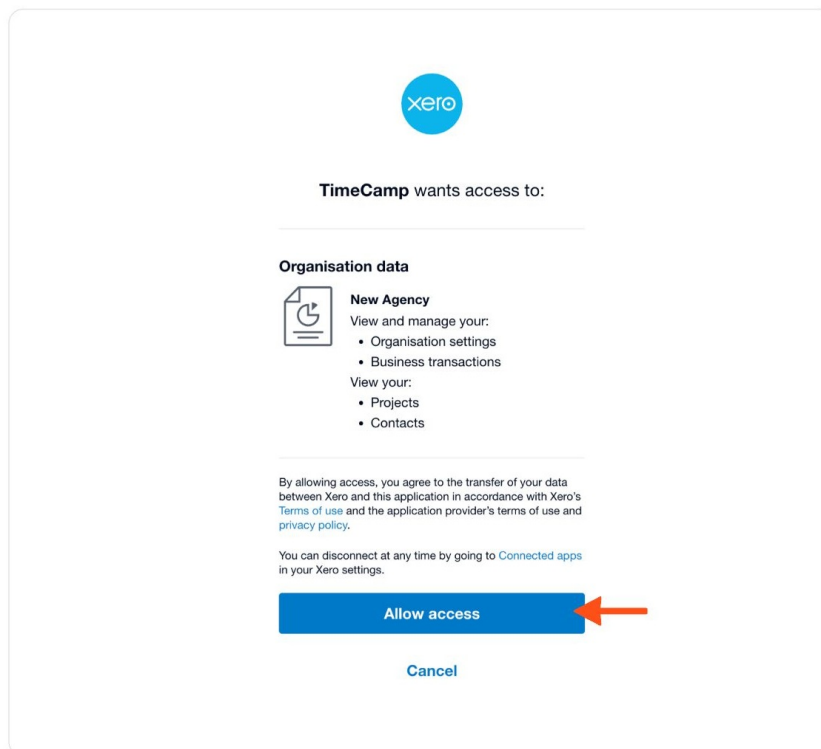 xero
TimeCamp wants access to:
Organisation data
New Agency
View and manage your:
• Organisation settings
• Business transactions
View your:
• Projects
• Contacts
By allowing access, you agree to the transfer of your data
between Xero and this application in accordance with Xero’s
Terms of use and the application provider’s terms of use and
privacy policy.
You can disconnect at any time by going to Connected apps
in your Xero settings.
Allow access
Cancel